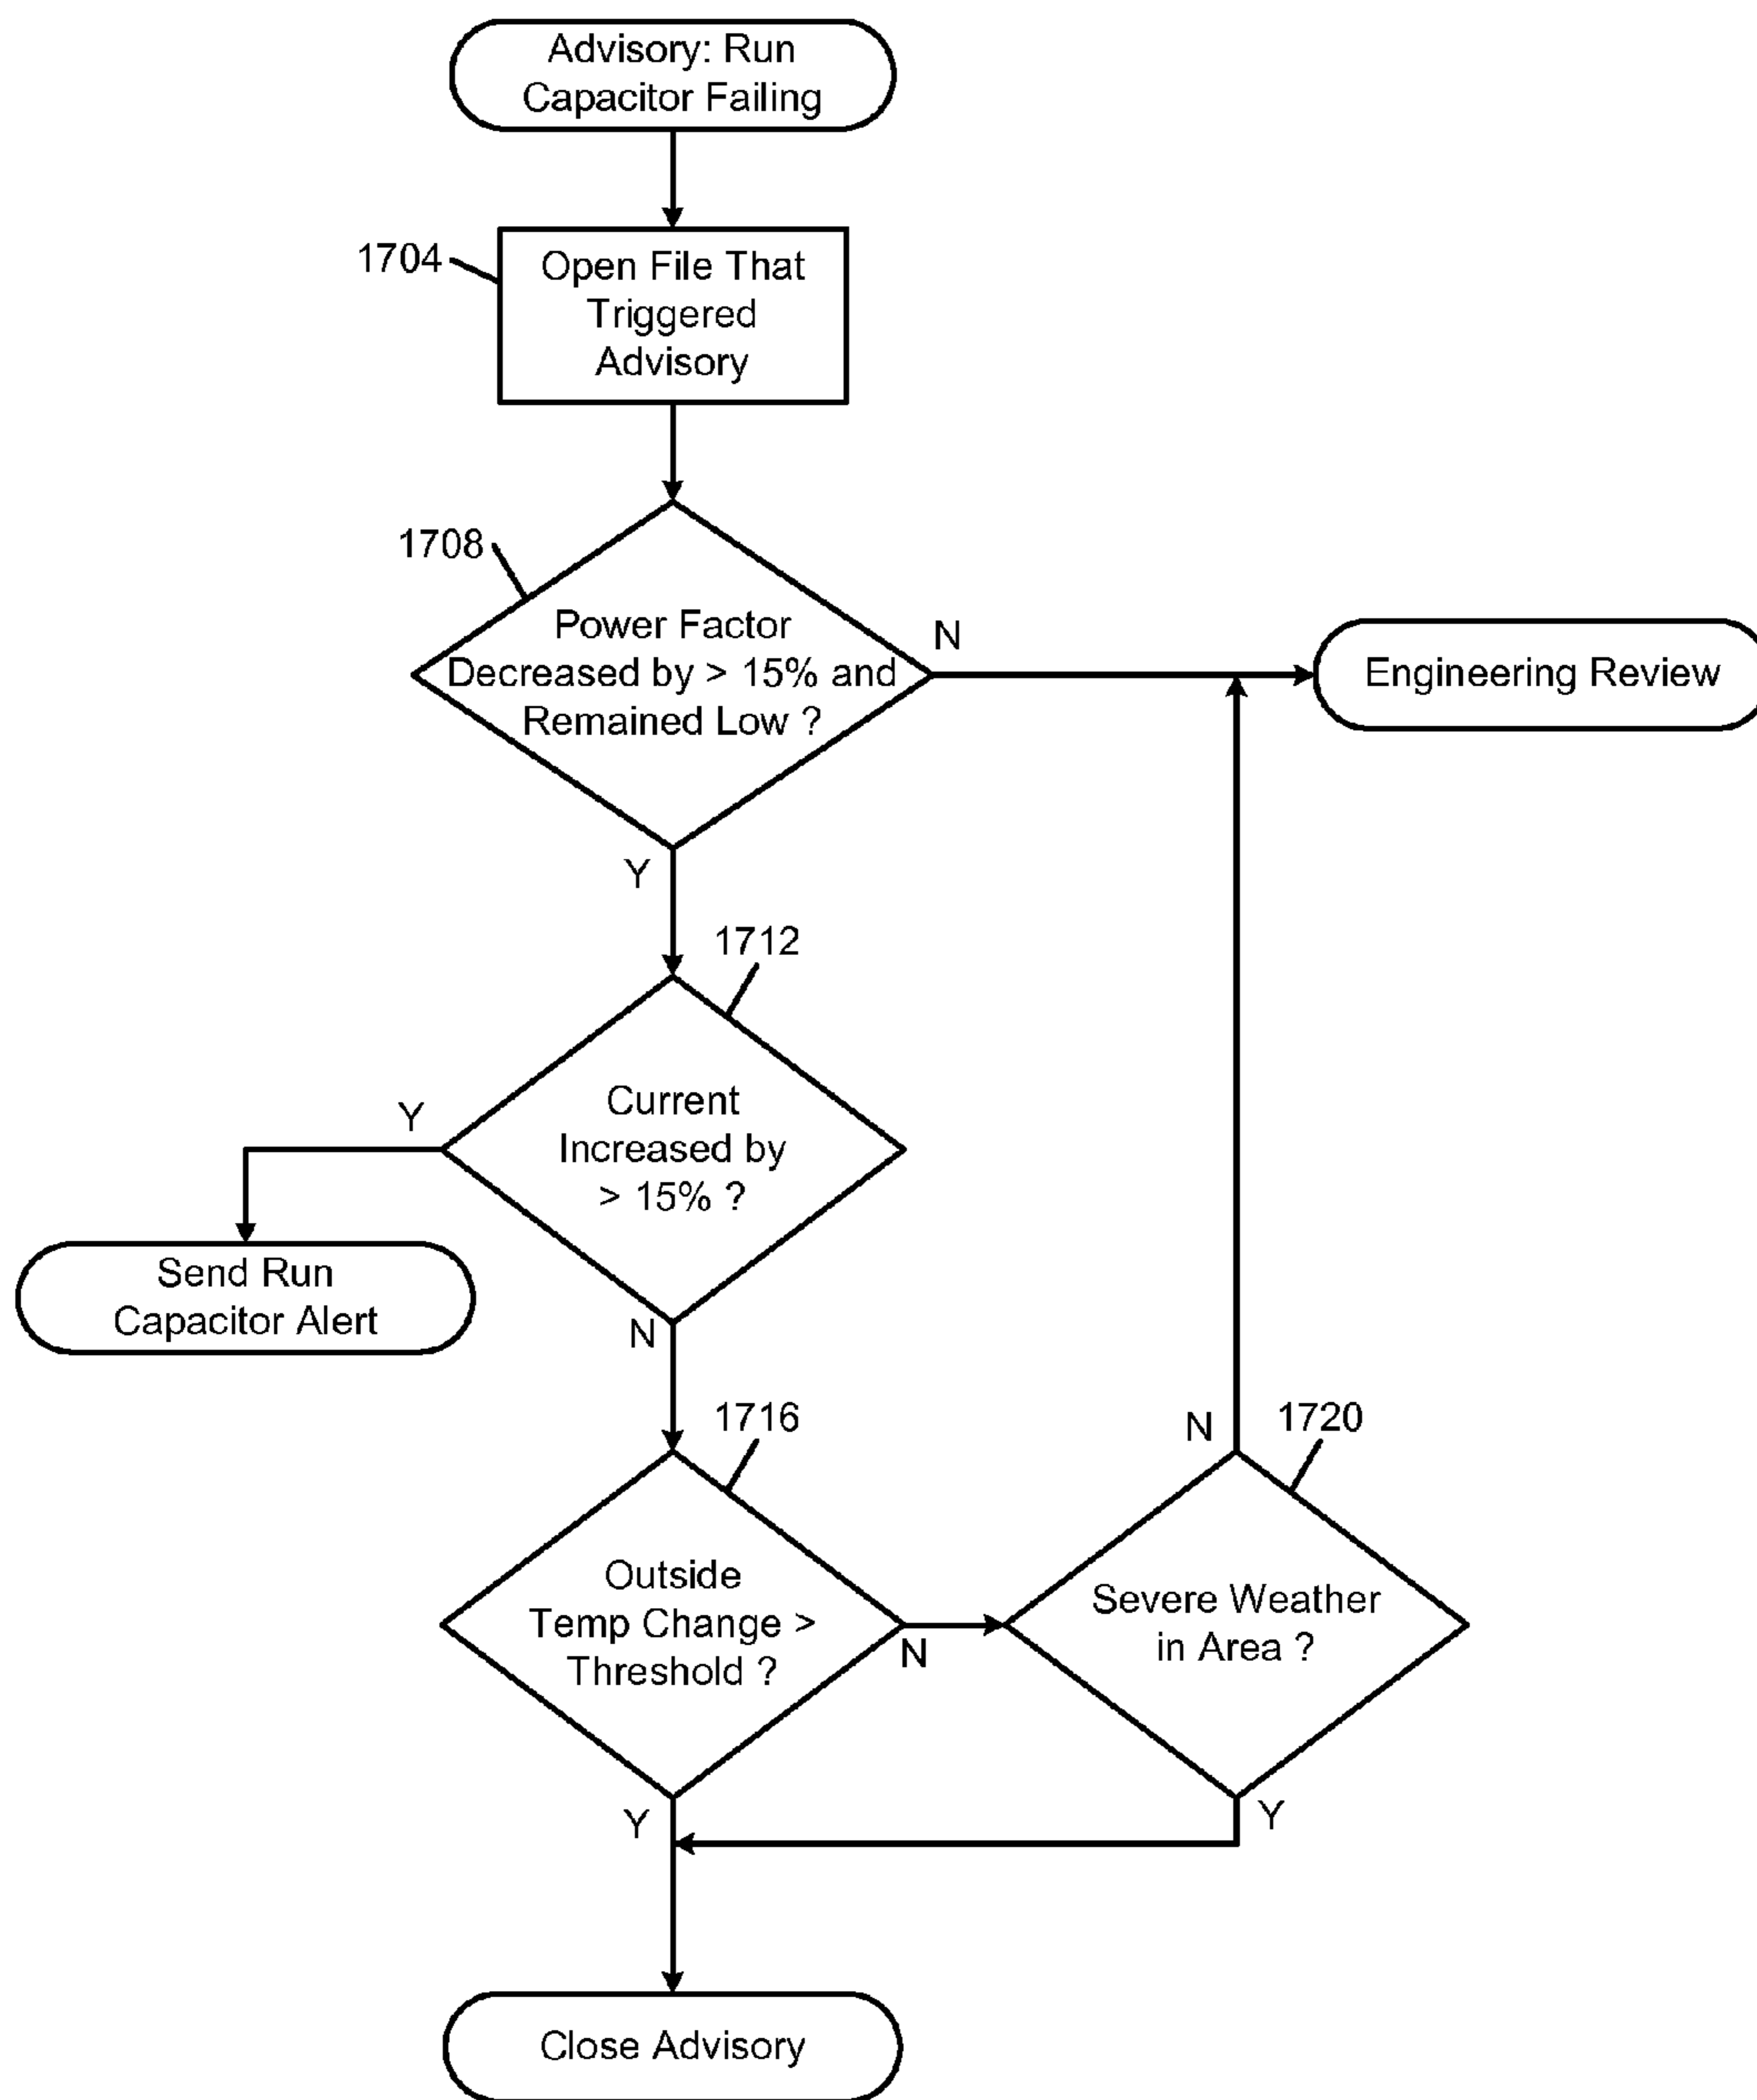 Advisory: Run
Capacitor Failing
1704
Open File That
Triggered
Advisory
1708
Power Factor
Decreased by > 15% and
Remained Low ?
N
Engineering Review
Y
1712
Current
Increased by
> 15% ?
Y
Send Run
Capacitor Alert
N
1716
Outside
Temp Change >
Threshold ?
N
1720
Severe Weather
in Area ?
N
Y
Y
Close Advisory